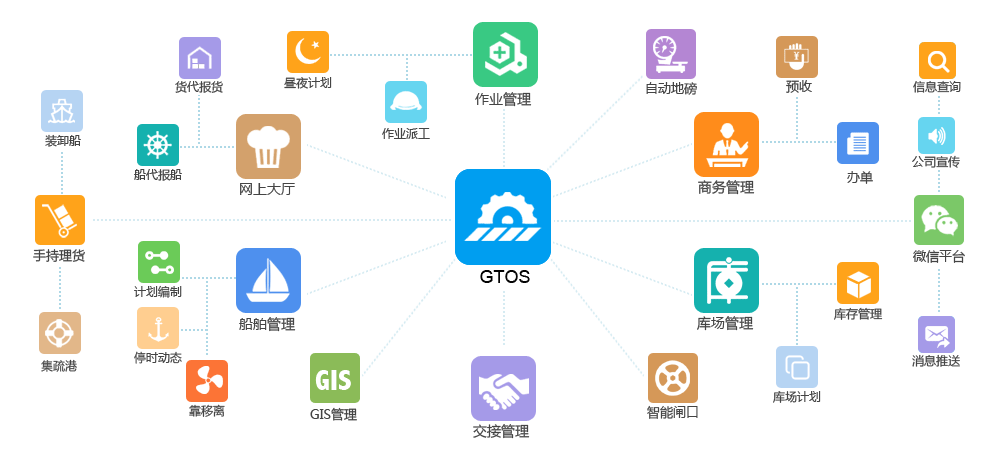 货代报货
昼夜计划
作业管理
自动地磅
预收
信息查询
装卸船
作业派工
船代报船
网上大厅
商务管理
办单
公司宣传
手持理货
GTOS
微信平台
计划编制
船舶管理
库场管理
库存管理
停时动态
集疏港
靠移离
GIS
GIS管理
交接管理
智能闸口
库场计划
消息推送
¥